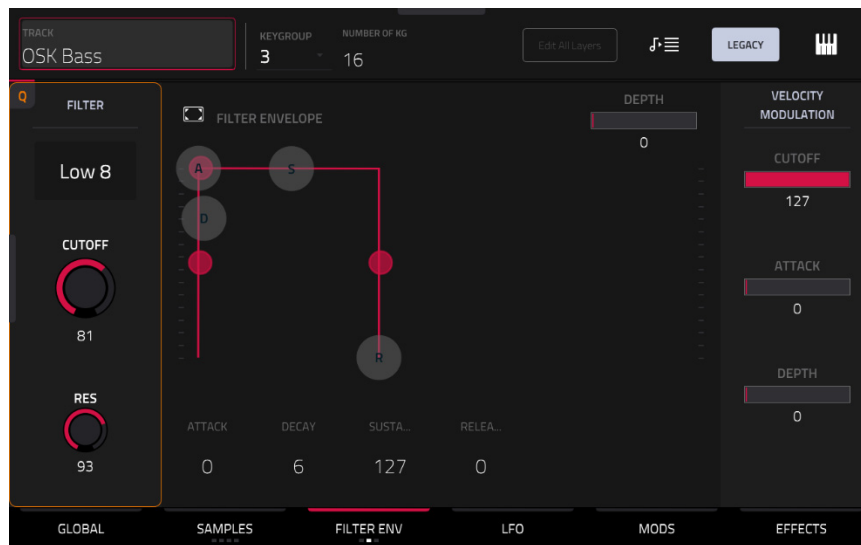 TRACK
OSK Bass
KEYGROUP
3
NUMBER OF KG
16
Edit All Layers
LEGACY
Q
FILTER
Low 8
CUTOFF
81
RES
93
FILTER ENVELOPE
DEPTH
0
A
S
D
R
ATTACK
DECAY
SUSTA...
RELEA...
0
6
127
0
VELOCITY
MODULATION
CUTOFF
127
ATTACK
0
DEPTH
0
GLOBAL
SAMPLES
FILTER ENV
LFO
MODS
EFFECTS